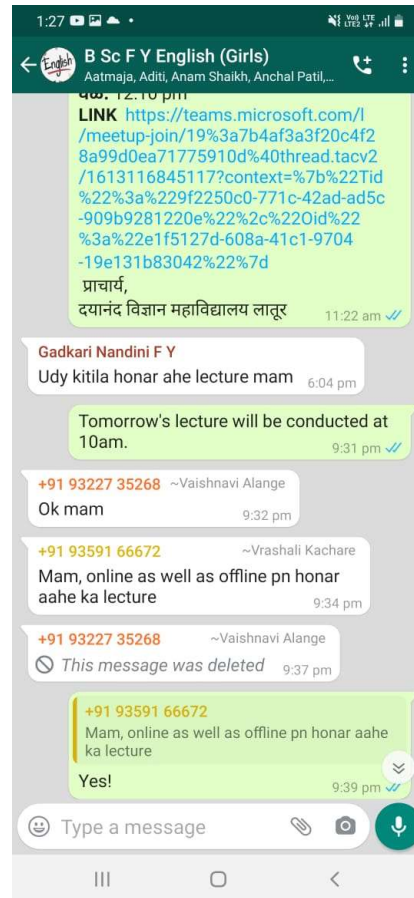 1:27
Vo)) LTE
LTE2
English
B Sc F Y English (Girls)
Aatmaja, Aditi, Anam Shaikh, Anchal Patil,...
वेळ. 12.10 pm
LINK https://teams.microsoft.com/l
/meetup-join/19%3a7b4af3a3f20c4f2
8a99d0ea71775910d%40thread.tacv2
/1613116845117?context=%7b%22Tid
%22%3a%229f2250c0-771c-42ad-ad5c
-909b9281220e%22%2c%22Oid%22
%3a%22e1f5127d-608a-41c1-9704
-19e131b83042%22%7d
प्राचार्य,
दयानंद विज्ञान महाविद्यालय लातूर 11:22 am
Gadkari Nandini F Y
Udy kitila honar ahe lecture mam 6:04 pm
Tomorrow's lecture will be conducted at
10am. 9:31 pm
+91 93227 35268 ~Vaishnavi Alange
Ok mam 9:32 pm
+91 93591 66672 ~Vrashali Kachare
Mam, online as well as offline pn honar
aahe ka lecture 9:34 pm
+91 93227 35268 ~Vaishnavi Alange
This message was deleted 9:37 pm
+91 93591 66672
Mam, online as well as offline pn honar aahe
ka lecture
Yes! 9:39 pm
Type a message